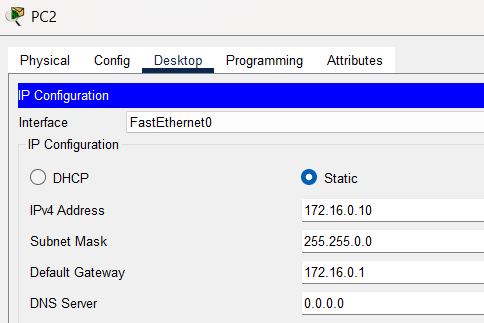 PC2
Physical Config Desktop Programming Attributes
IP Configuration
Interface FastEthernet0
IP Configuration
DHCP Static
IPv4 Address 172.16.0.10
Subnet Mask 255.255.0.0
Default Gateway 172.16.0.1
DNS Server 0.0.0.0